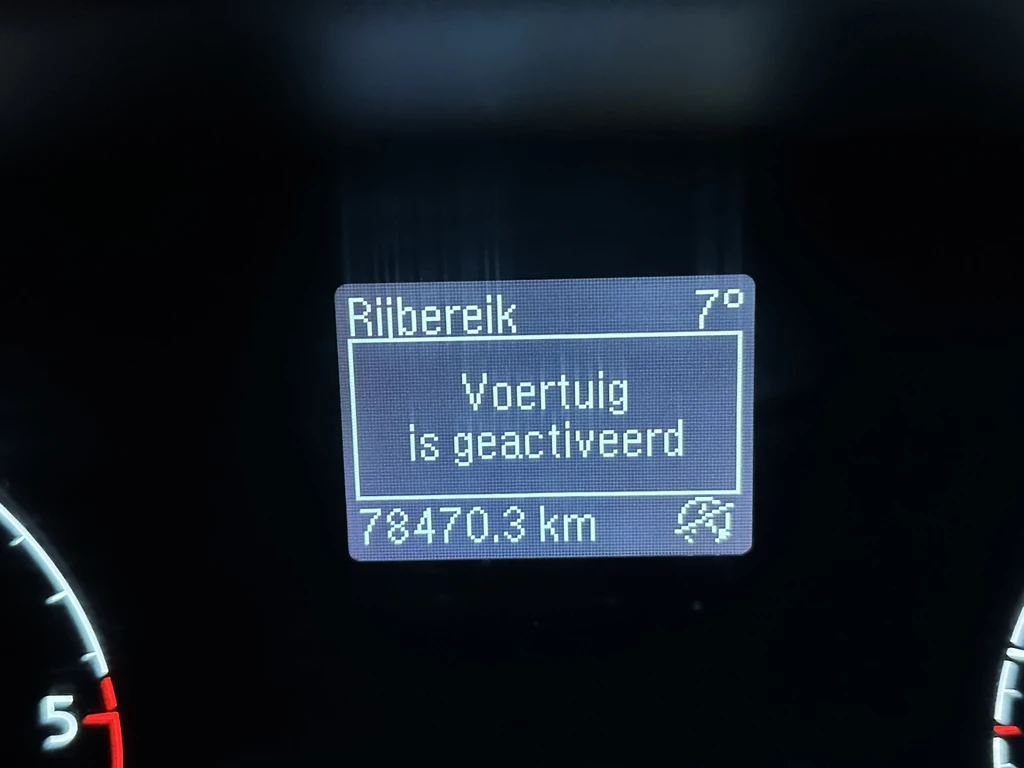 Rijbereik 7°
Voertuig
is geactiveerd
78470.3 km
5